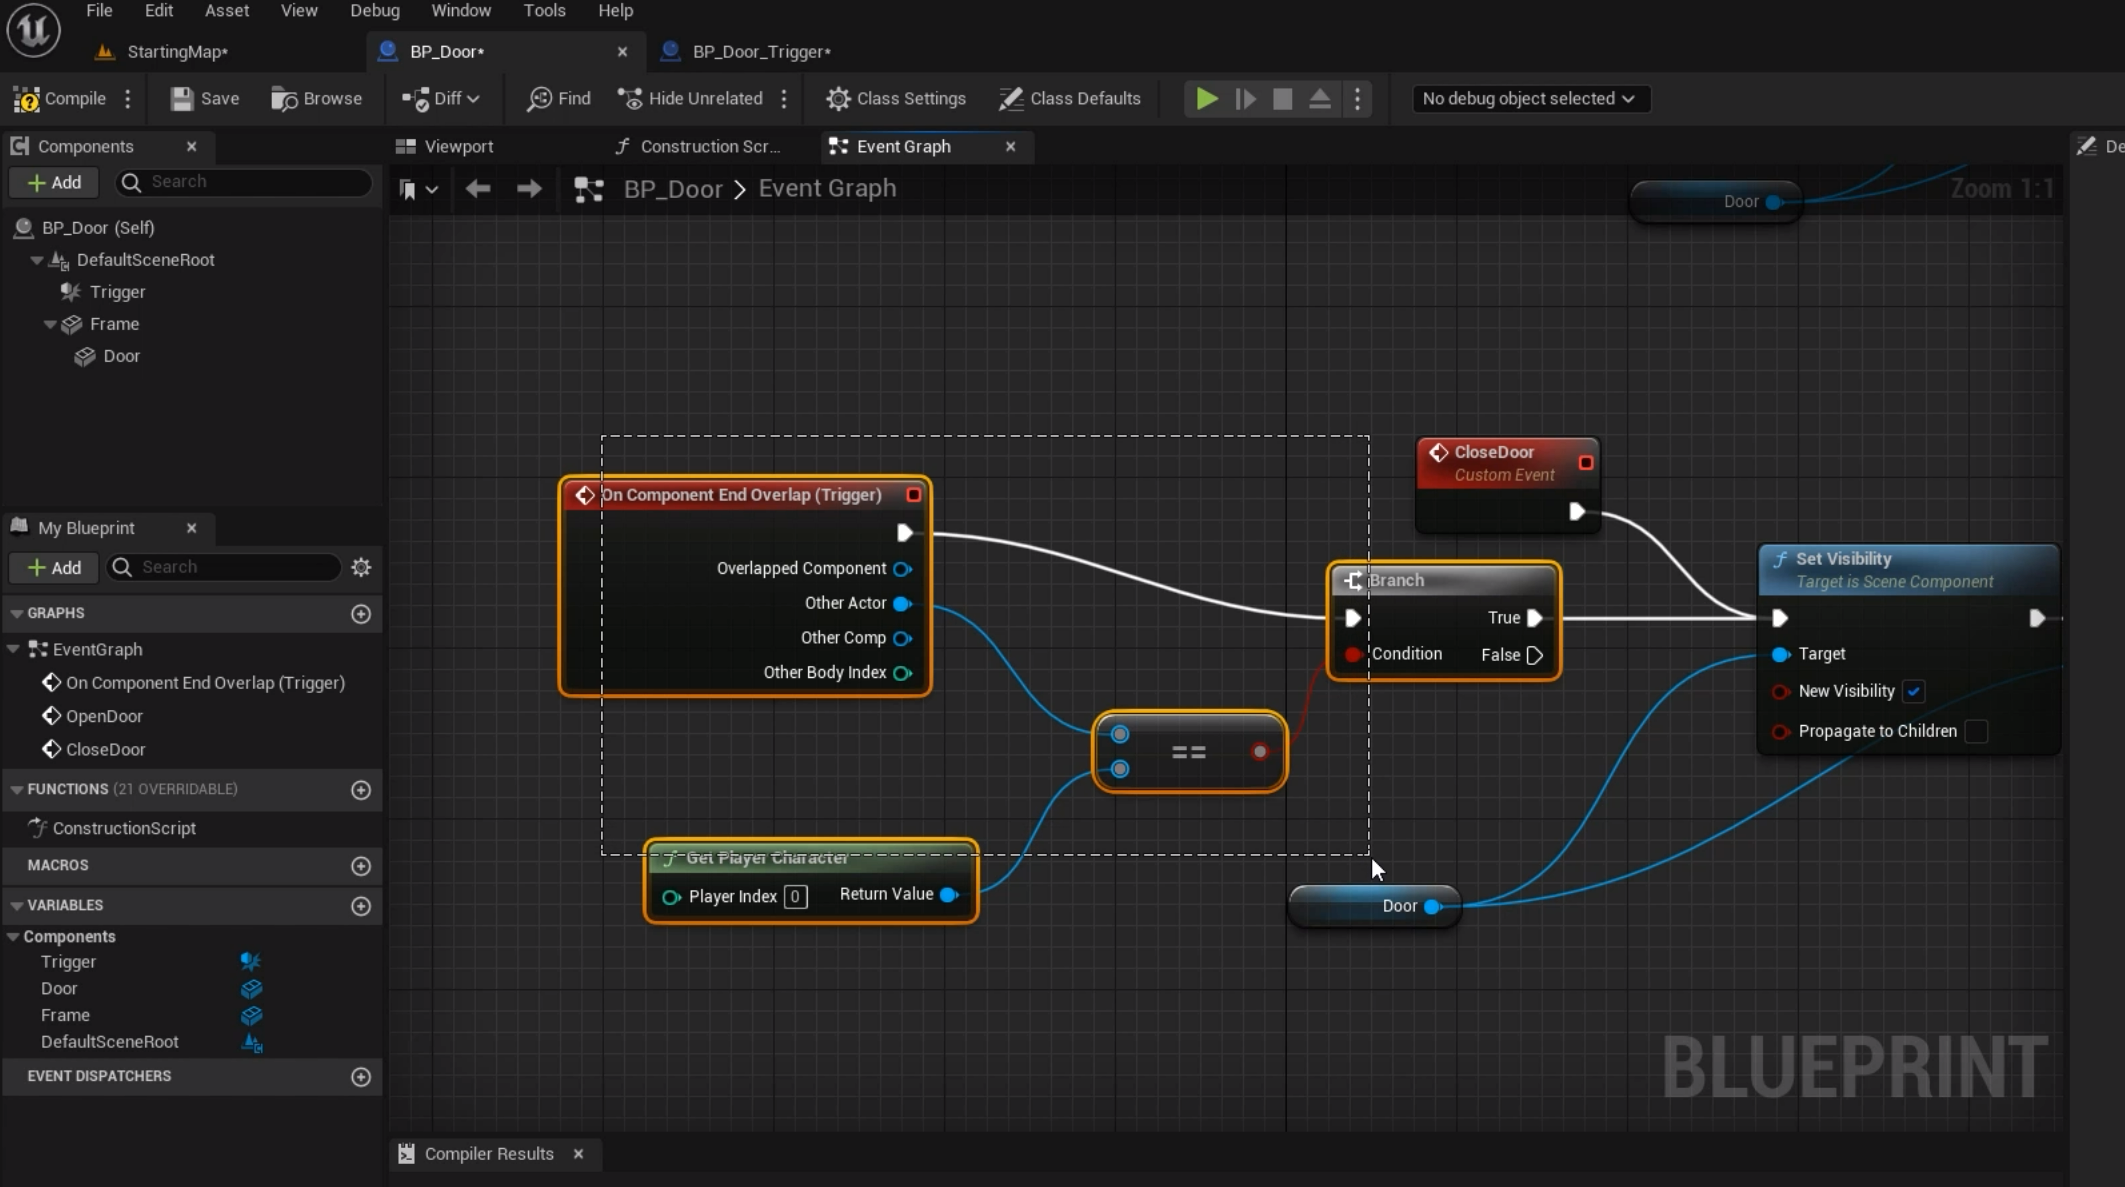 File Edit Asset View Debug Window Tools Help
StartingMap*
BP_Door*
BP_Door_Trigger*
Compile
Save
Browse
Diff
Find
Hide Unrelated
Class Settings
Class Defaults
No debug object selected
Components
Add
Search
BP_Door (Self)
DefaultSceneRoot
Trigger
Frame
Door
My Blueprint
Add
Search
GRAPHS
EventGraph
On Component End Overlap (Trigger)
OpenDoor
CloseDoor
FUNCTIONS (21 OVERRIDABLE)
ConstructionScript
MACROS
VARIABLES
Components
Trigger
Door
Frame
DefaultSceneRoot
EVENT DISPATCHERS
Viewport
Construction Scr...
Event Graph
BP_Door > Event Graph
Zoom 1:1
Door
On Component End Overlap (Trigger)
Overlapped Component
Other Actor
Other Comp
Other Body Index
==
Get Player Character
Player Index 0 Return Value
CloseDoor
Custom Event
Branch
True
Condition False
Set Visibility
Target is Scene Component
Target
New Visibility
Propagate to Children
Door
BLUEPRINT
Compiler Results
De